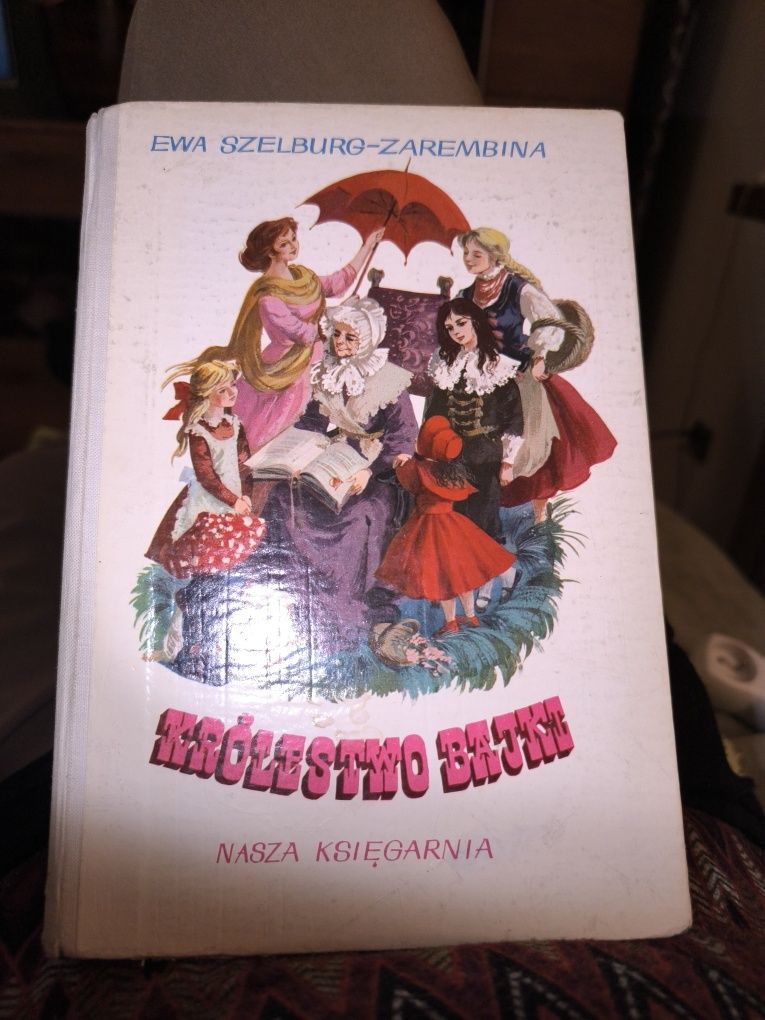 EWA SZELBURG-ZAREMBINA
KRÓLESTWO BAJKI
NASZA KSIĘGARNIA